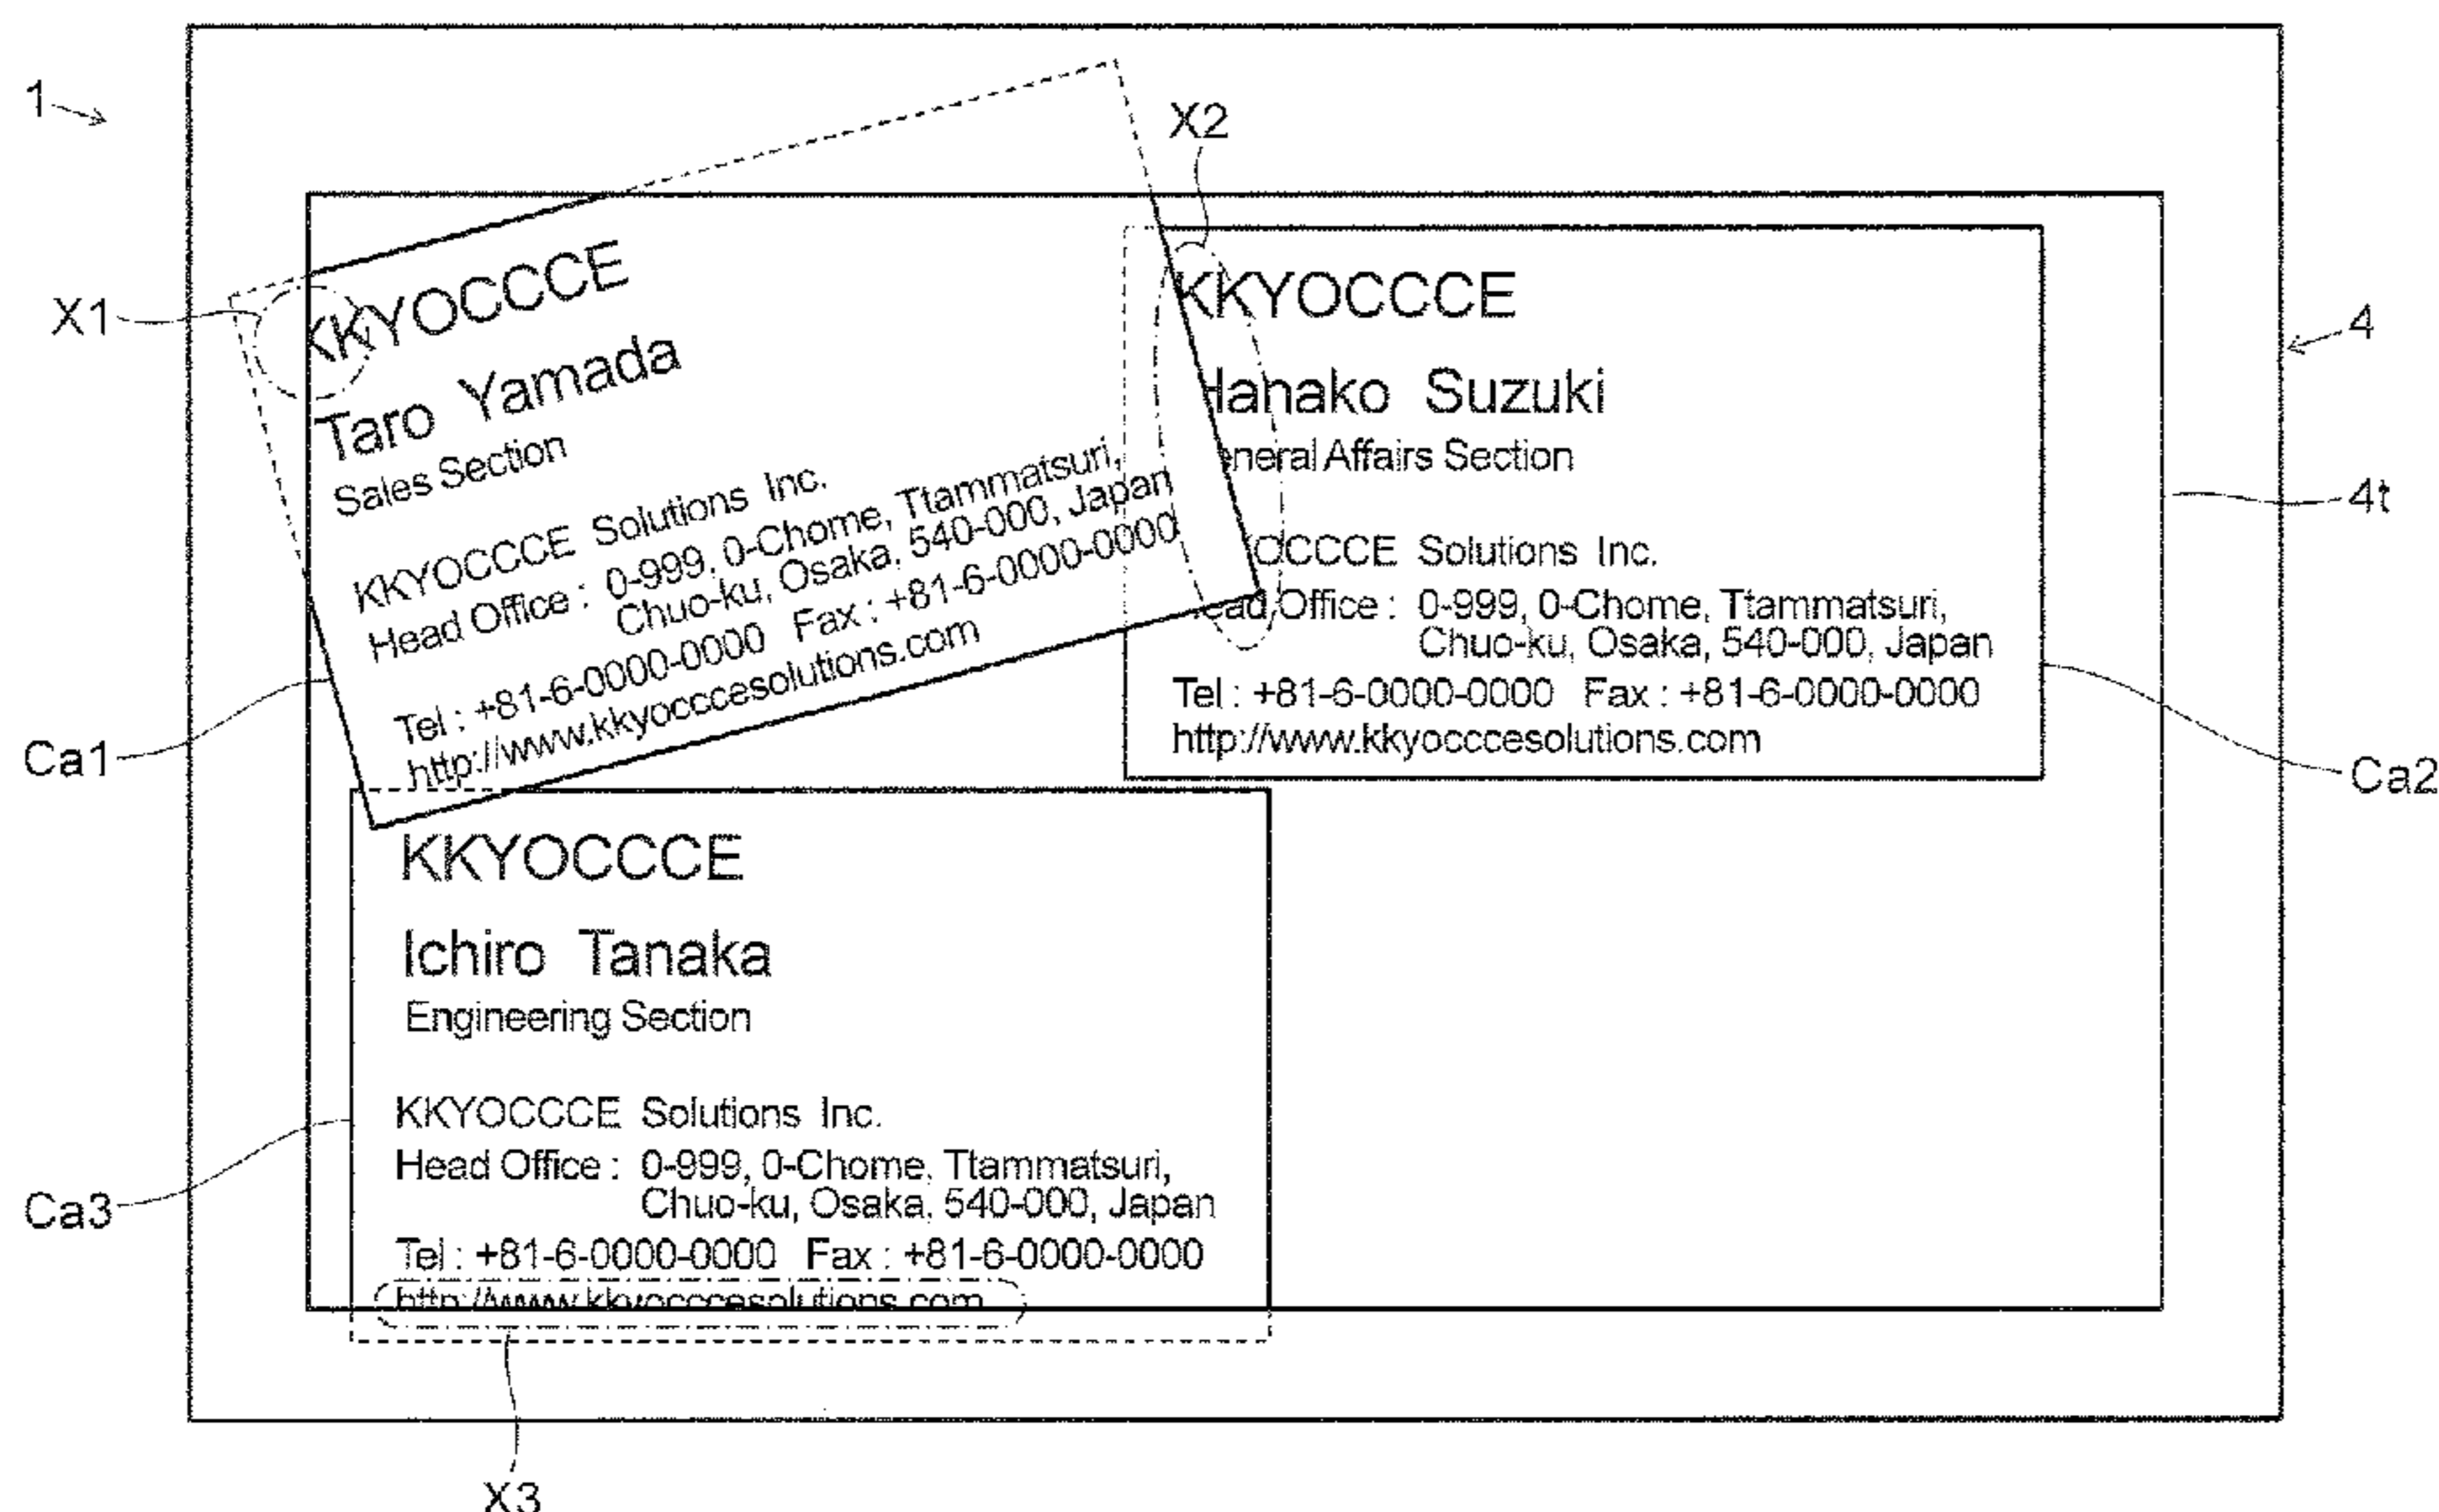 1
X2
X1
4
4t
Ca1
Ca2
Ca3
X3
KKYOCCCE
Taro Yamada
Sales Section
KKYOCCCE Solutions Inc.
Head Office : 0-999, 0-Chome, Ttammatsuri,
Chuo-ku, Osaka, 540-000, Japan
Tel : +81-6-0000-0000 Fax : +81-6-0000-0000
http://www.kkyocccesolutions.com
KKYOCCCE
Hanako Suzuki
Affairs Section
Solutions Inc.
Office : 0-999, 0-Chome, Ttammatsuri,
Chuo-ku, Osaka, 540-000, Japan
Tel : +81-6-0000-0000 Fax : +81-6-0000-0000
http://www.kkyocccesolutions.com
KKYOCCCE
Ichiro Tanaka
Engineering Section
KKYOCCCE Solutions Inc.
Head Office : 0-999, 0-Chome, Ttammatsuri,
Chuo-ku, Osaka, 540-000, Japan
Tel : +81-6-0000-0000 Fax : +81-6-0000-0000
http://www.kkyocccesolutions.com